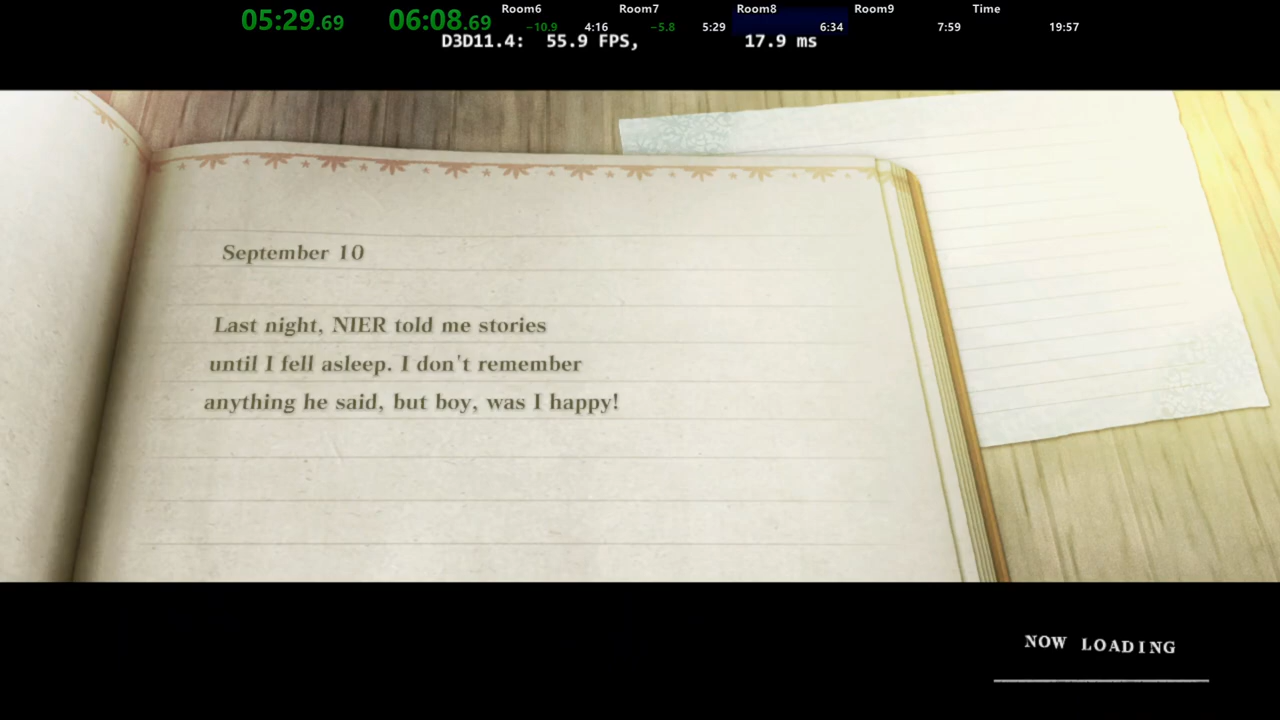 05:29.69 06:08.69 Room6 Room7 Room8 Room9 Time
−10.9 4:16 −5.8 5:29 6:34 7:59 19:57
D3D11.4: 55.9 FPS, 17.9 ms
September 10
Last night, NIER told me stories
until I fell asleep. I don't remember
anything he said, but boy, was I happy!
NOW LOADING